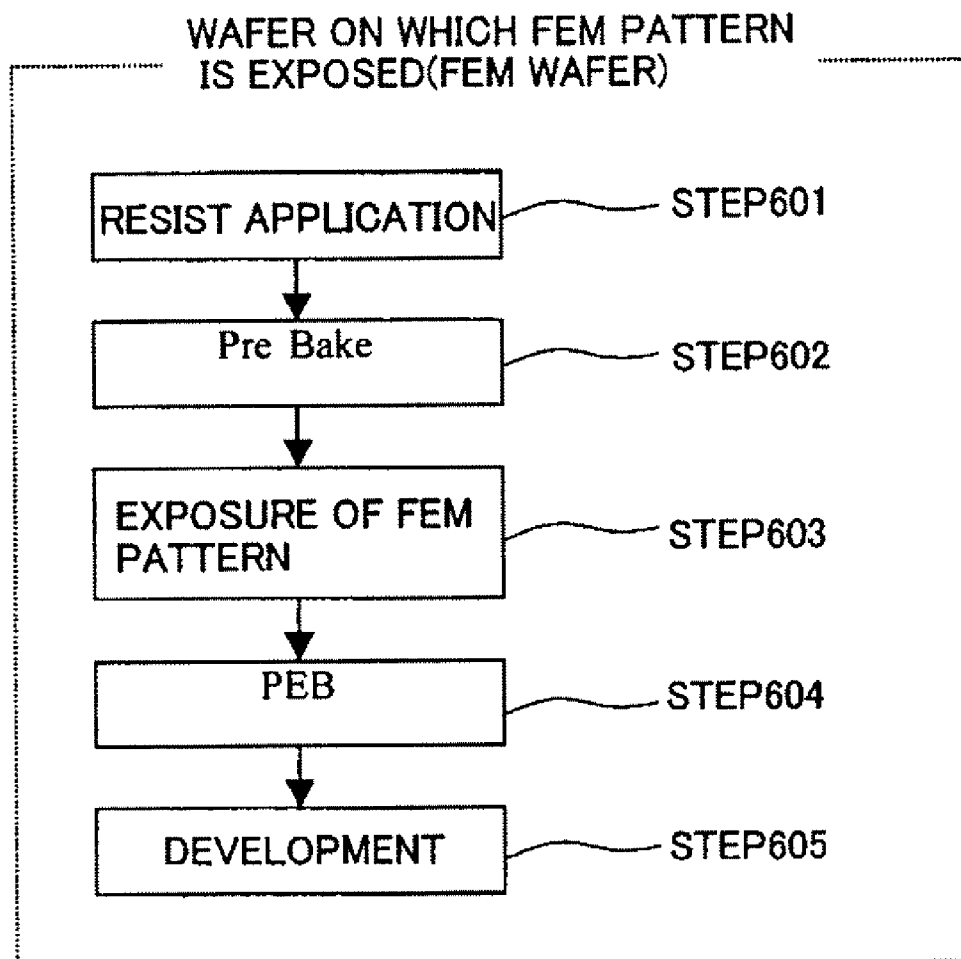 WAFER ON WHICH FEM PATTERN
IS EXPOSED(FEM WAFER)
RESIST APPLICATION
STEP601
Pre Bake
STEP602
EXPOSURE OF FEM
PATTERN
STEP603
PEB
STEP604
DEVELOPMENT
STEP605